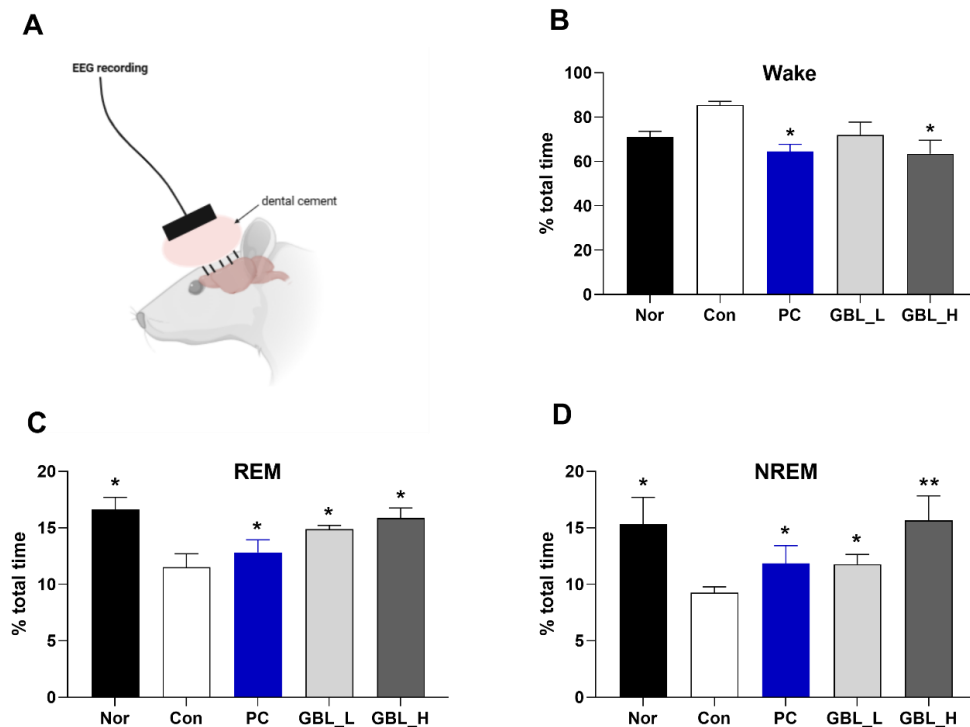 A
EEG recording
dental cement
B
Wake
% total time
100
80
60
40
20
0
*
*
Nor Con PC GBL_L GBL_H
C
REM
% total time
20
15
10
5
0
*
*
*
*
Nor Con PC GBL_L GBL_H
D
NREM
% total time
20
15
10
5
0
*
*
*
**
Nor Con PC GBL_L GBL_H